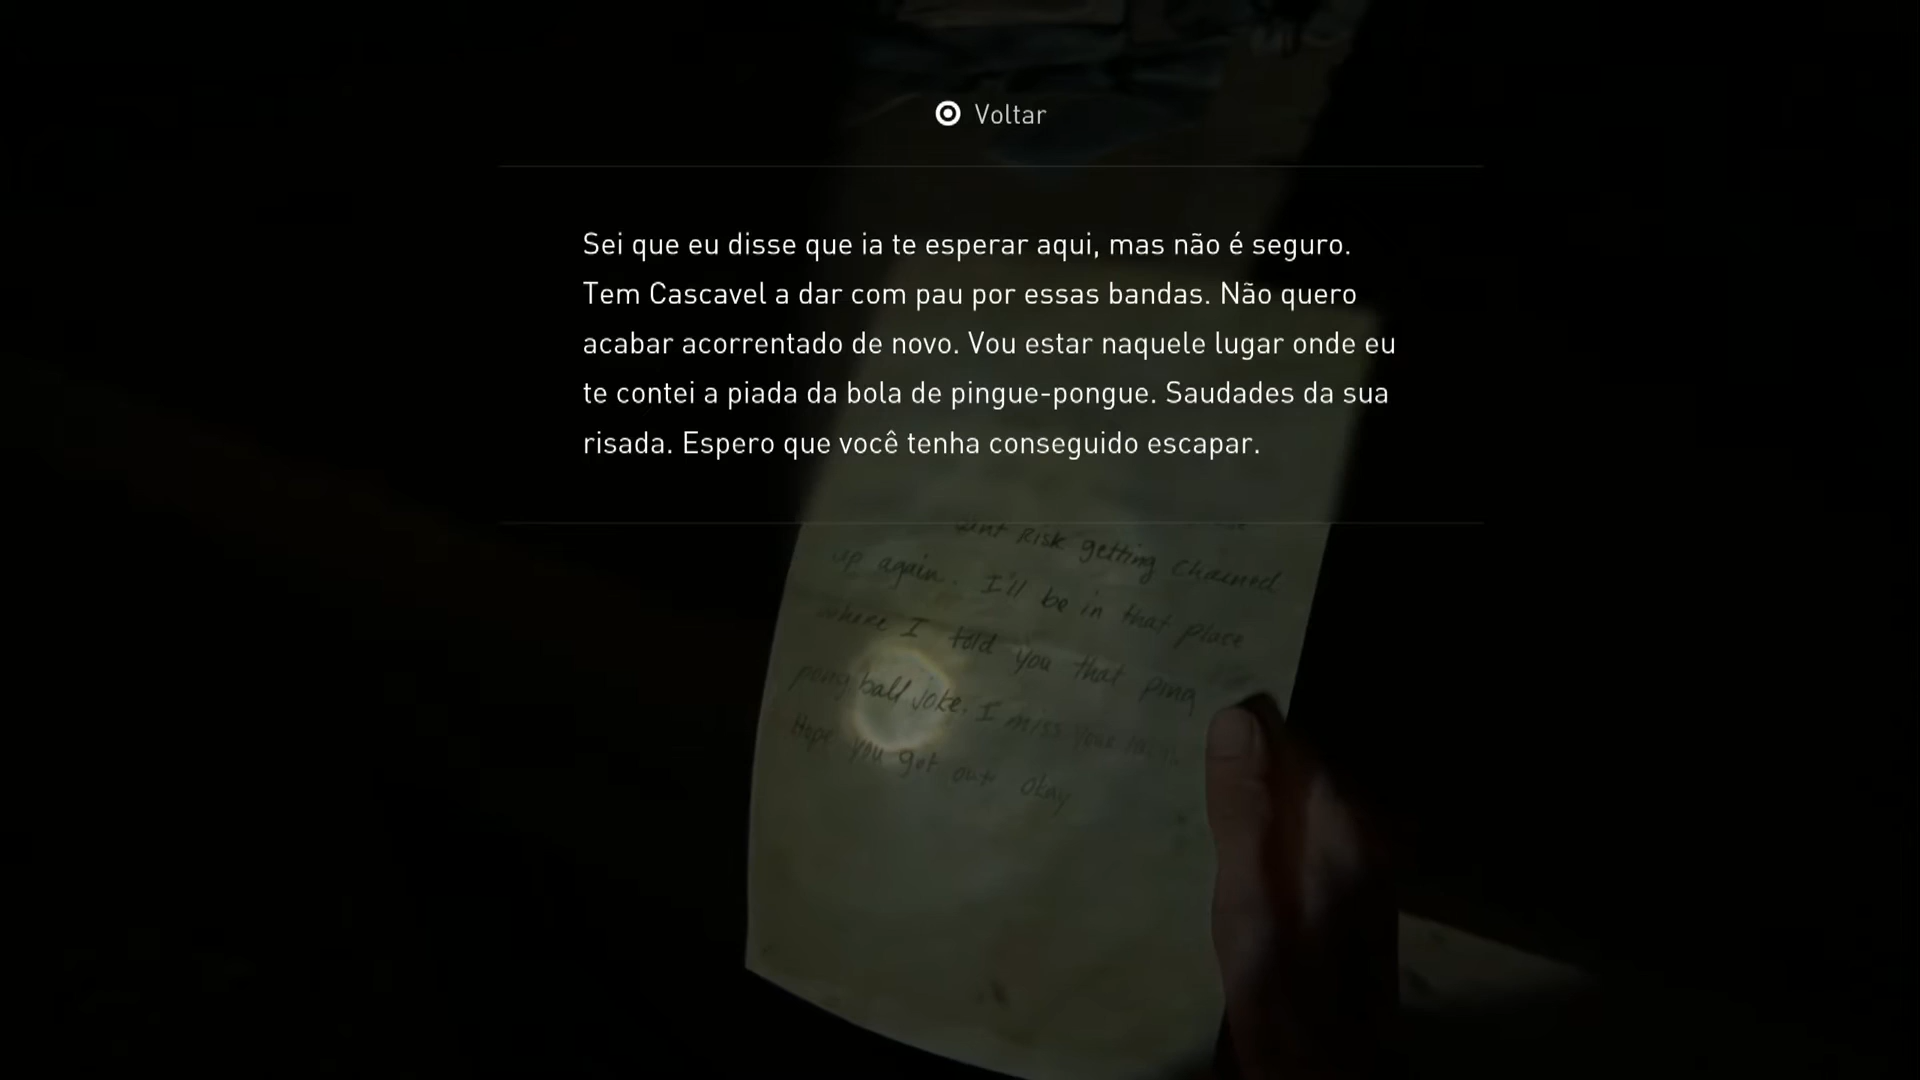 Voltar
Sei que eu disse que ia te esperar aqui, mas não é seguro.
Tem Cascavel a dar com pau por essas bandas. Não quero
acabar acorrentado de novo. Vou estar naquele lugar onde eu
te contei a piada da bola de pingue-pongue. Saudades da sua
risada. Espero que você tenha conseguido escapar.
Risk getting chained
up again. I'll be in that place
where I told you that ping
pong ball joke. I miss your
Hope you got out okay